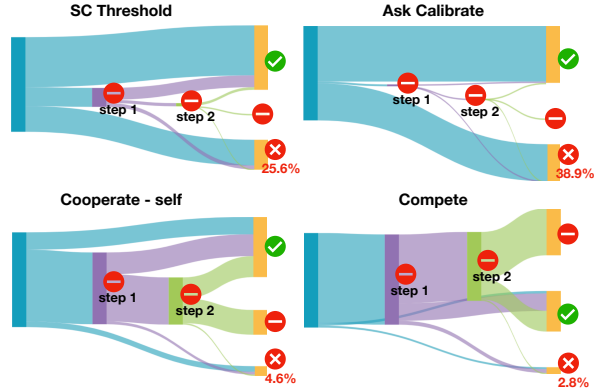 SC Threshold
step 1
step 2
25.6%
Ask Calibrate
step 1
step 2
38.9%
Cooperate - self
step 1
step 2
4.6%
Compete
step 1
step 2
2.8%